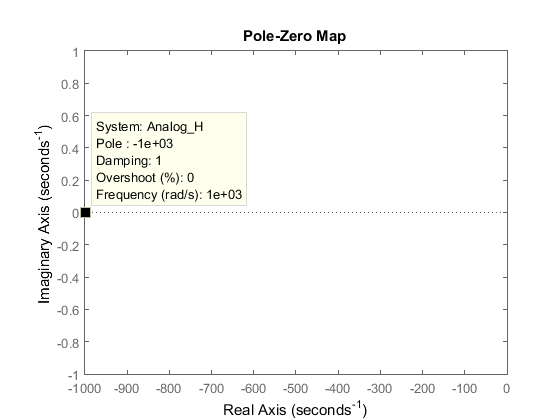 Pole-Zero Map
1
0.8
0.6
0.4
0.2
0
-0.2
-0.4
-0.6
-0.8
-1
Imaginary Axis (seconds-1)
System: Analog_H
Pole : -1e+03
Damping: 1
Overshoot (%): 0
Frequency (rad/s): 1e+03
-1000 -900 -800 -700 -600 -500 -400 -300 -200 -100 0
Real Axis (seconds-1)